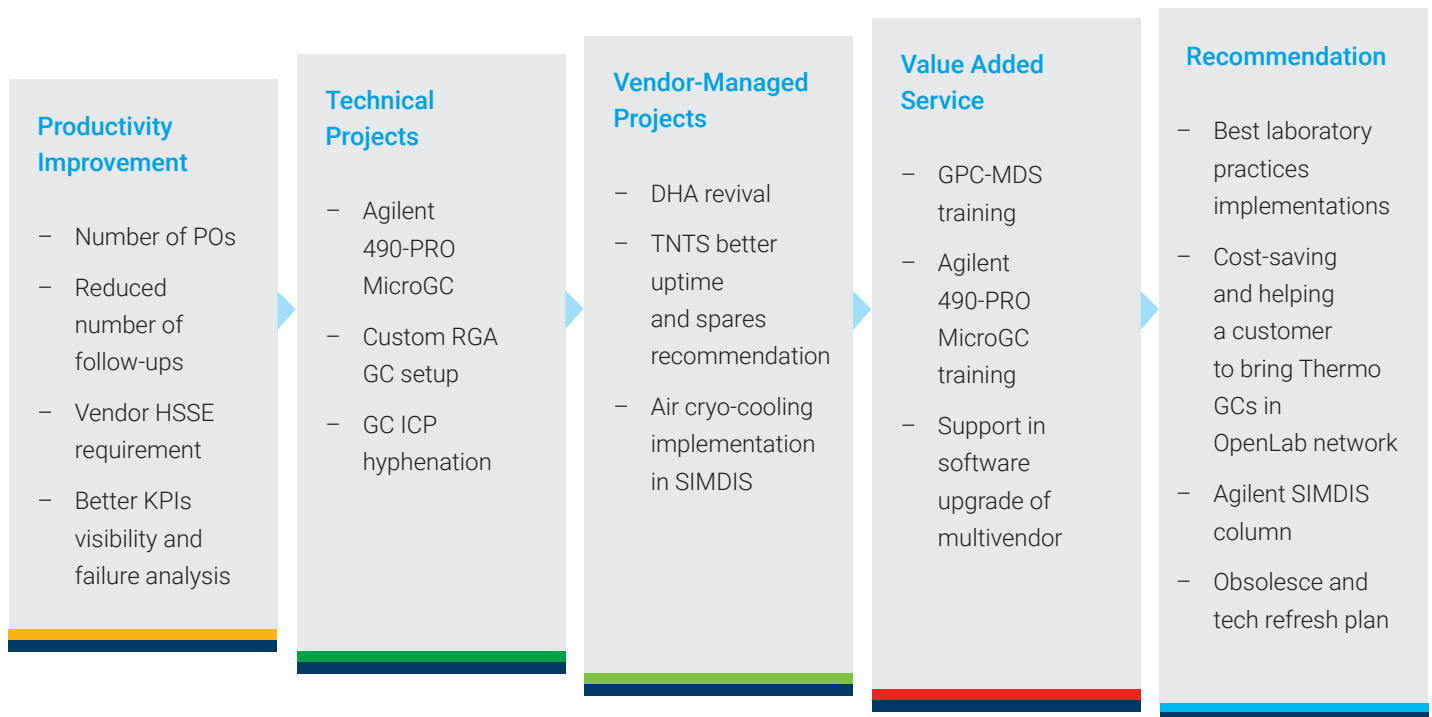 Productivity
Improvement
– Number of POs
– Reduced
number of
follow-ups
– Vendor HSSE
requirement
– Better KPIs
visibility and
failure analysis
Technical
Projects
– Agilent
490-PRO
MicroGC
– Custom RGA
GC setup
– GC ICP
hyphenation
Vendor-Managed
Projects
– DHA revival
– TNTS better
uptime
and spares
recommendation
– Air cryo-cooling
implementation
in SIMDIS
Value Added
Service
– GPC-MDS
training
– Agilent
490-PRO
MicroGC
training
– Support in
software
upgrade of
multivendor
Recommendation
– Best laboratory
practices
implementations
– Cost-saving
and helping
a customer
to bring Thermo
GCs in
OpenLab network
– Agilent SIMDIS
column
– Obsolesce and
tech refresh plan